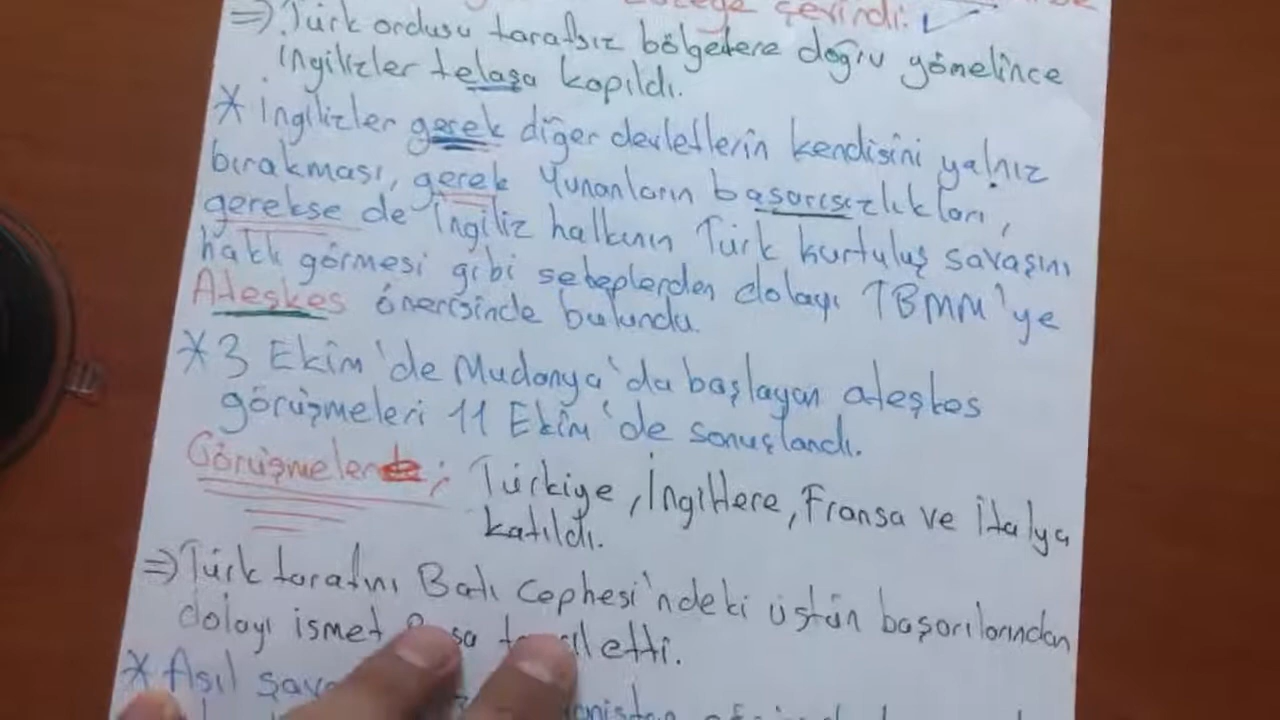 çevirdi.
⇒ Türk ordusu tarafsız bölgelere doğru yönelince
İngilizler telaşa kapıldı.
* İngilizler gerek diğer devletlerin kendisini yalnız
bırakması, gerek Yunanların başarısızlıkları,
gerekse de İngiliz halkının Türk kurtuluş savaşını
haklı görmesi gibi sebeplerden dolayı TBMM'ye
Ateşkes önerisinde bulundu.
* 3 Ekim'de Mudanya'da başlayan ateşkes
görüşmeleri 11 Ekim'de sonuçlandı.
Görüşmeler; Türkiye, İngiltere, Fransa ve İtalya
katıldı.
⇒ Türk tarafını Batı Cephesi'ndeki üstün başarılarından
dolayı ismet etti.
* Asıl